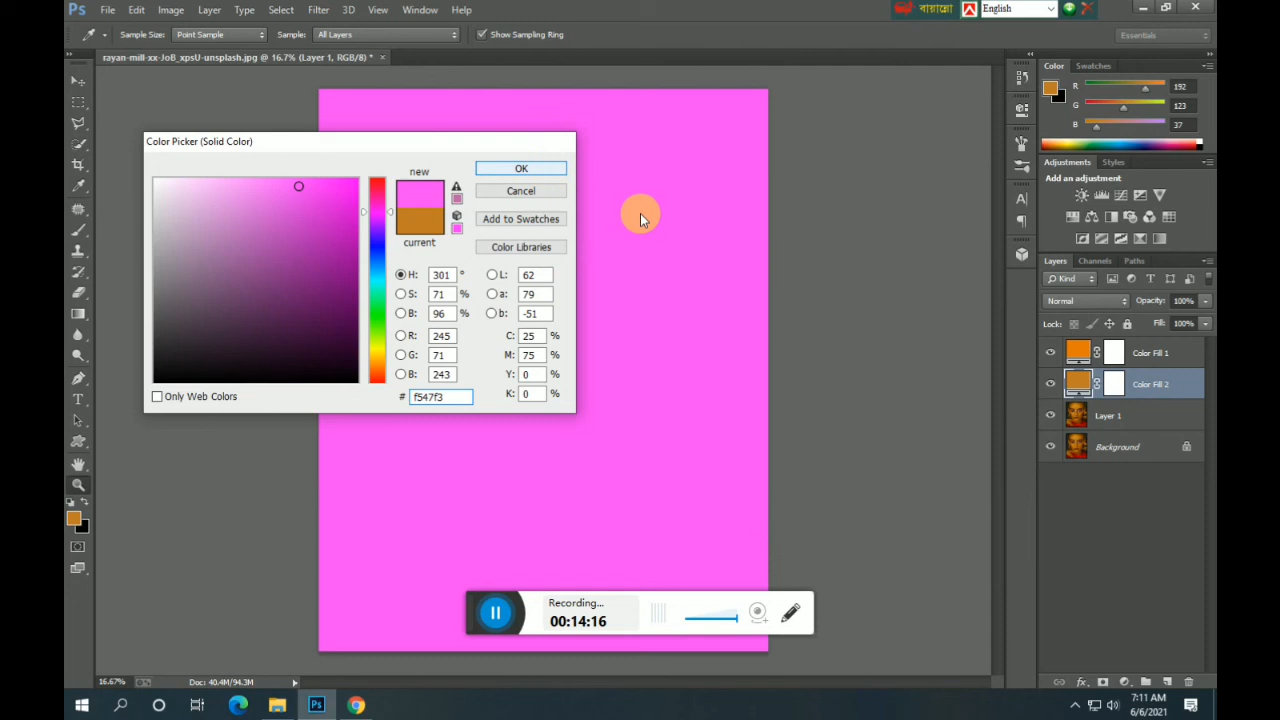 Ps File Edit Image Layer Type Select Filter 3D View Window Help
বায়ান্নো English
Sample Size: Point Sample Sample: All Layers Show Sampling Ring Essentials
rayan-mill-xx-JoB_xpsU-unsplash.jpg @ 16.7% (Layer 1, RGB/8) *
Color Swatches
R 192
G 123
B 37
Color Picker (Solid Color)
new
OK
Cancel
Add to Swatches
current
Color Libraries
H: 301 °
L: 62
S: 71 %
a: 79
B: 96 %
b: -51
R: 245
C: 25 %
G: 71
M: 75 %
B: 243
Y: 0 %
# f547f3
K: 0 %
Only Web Colors
Adjustments Styles
Add an adjustment
Layers Channels Paths
Kind
Normal Opacity: 100%
Lock: Fill: 100%
Color Fill 1
Color Fill 2
Layer 1
Background
Recording...
00:14:16
16.67% Doc: 40.4M/94.3M
Ps
7:11 AM
6/6/2021